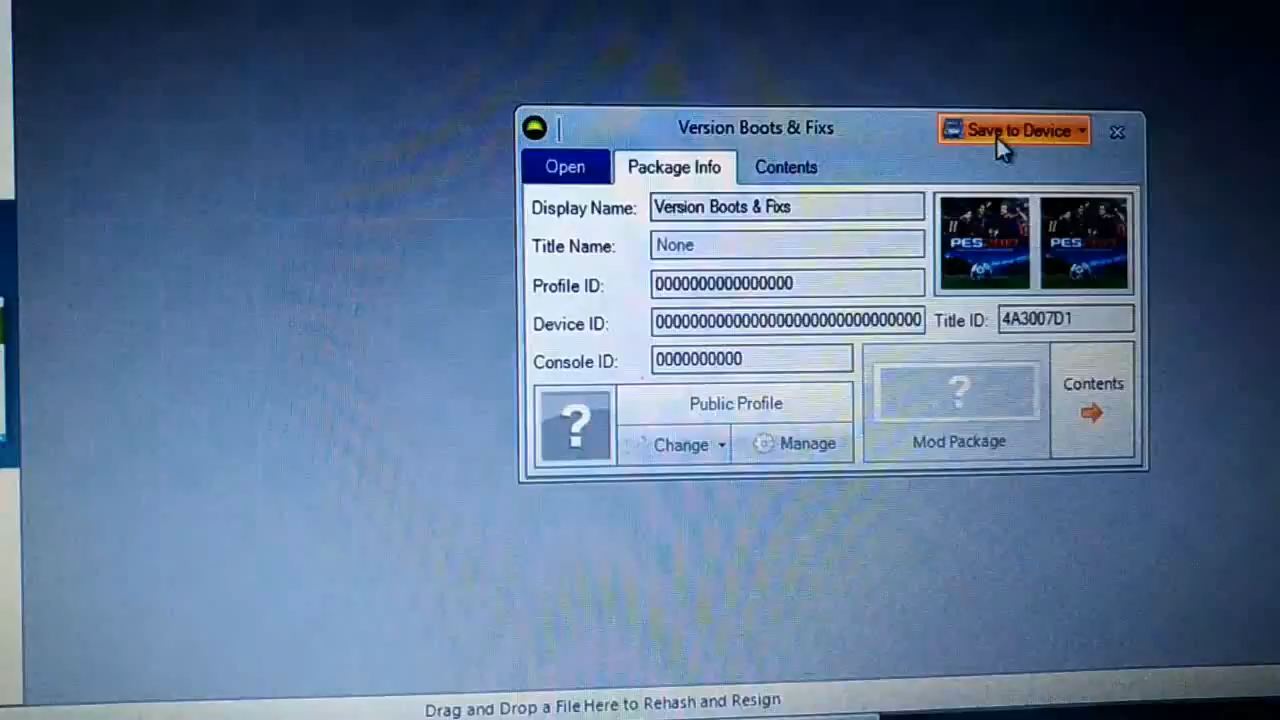 Version Boots & Fixs
Save to Device
Open
Package Info
Contents
Display Name:
Version Boots & Fixs
Title Name:
None
PES
PES
Profile ID:
0000000000000000
Device ID:
Title ID:
4A3007D1
Console ID:
0000000000
Public Profile
Change
Manage
?
?
Mod Package
Contents
Drag and Drop a File Here to Rehash and Resign